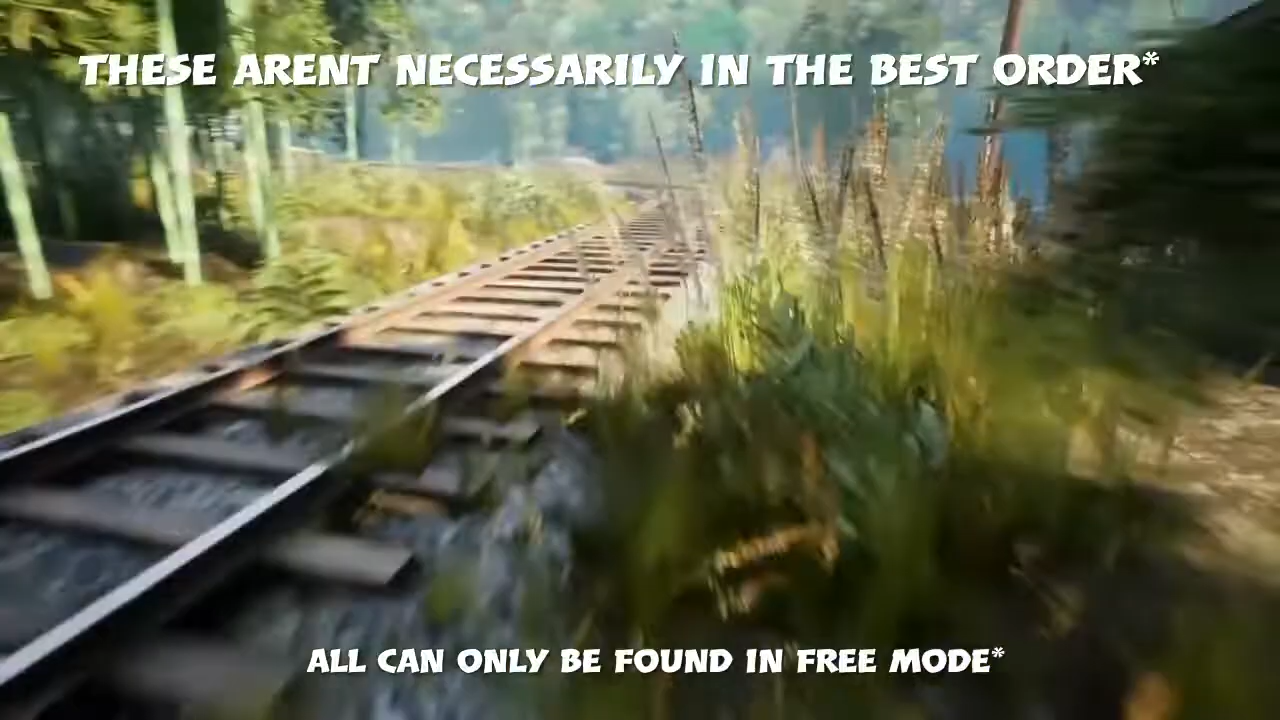 THESE ARENT NECESSARILY IN THE BEST ORDER*
ALL CAN ONLY BE FOUND IN FREE MODE*